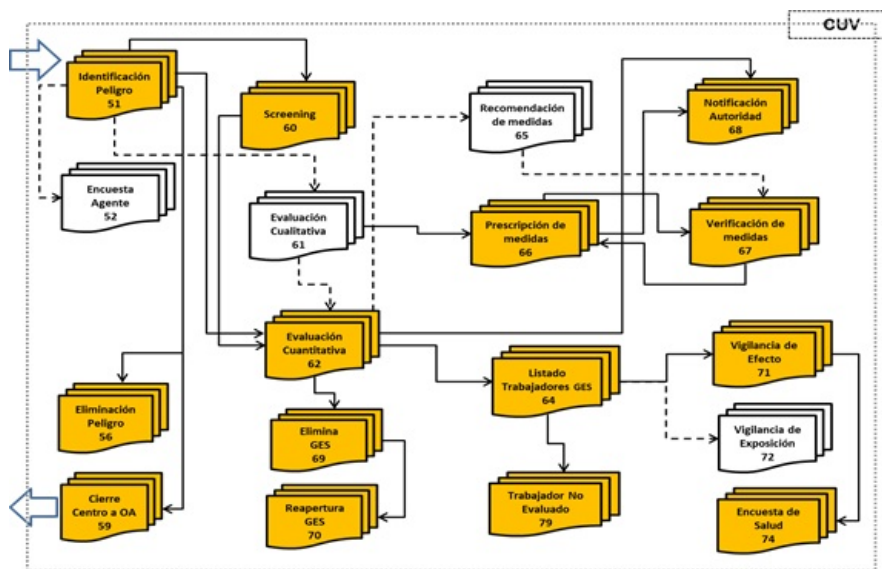 CUV
Identificación
Peligro
51
Screening
60
Recomendación
de medidas
65
Notificación
Autoridad
68
Encuesta
Agente
52
Evaluación
Cualitativa
61
Prescripción de
medidas
66
Verificación de
medidas
67
Evaluación
Cuantitativa
62
Listado
Trabajadores GES
64
Vigilancia de
Efecto
71
Eliminación
Peligro
56
Elimina
GES
69
Vigilancia de
Exposición
72
Cierre
Centro a OA
59
Reapertura
GES
70
Trabajador No
Evaluado
79
Encuesta de
Salud
74